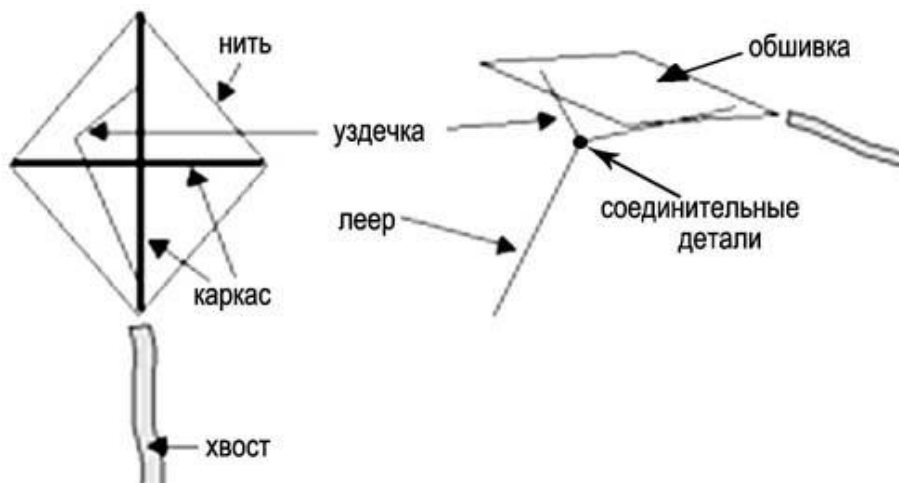 нить
обшивка
уздечка
соединительные
детали
леер
каркас
хвост